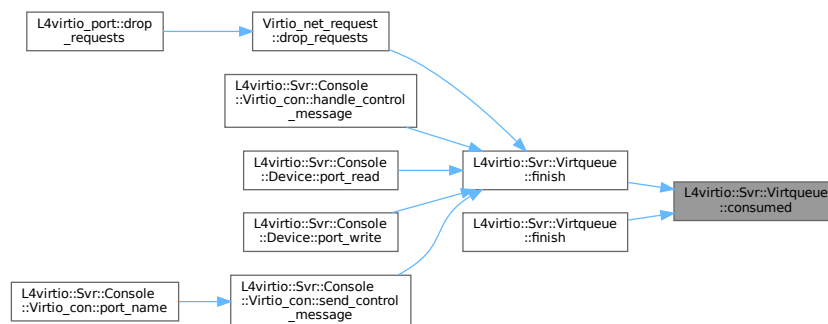 L4virtio_port::drop
_requests
Virtio_net_request
::drop_requests
L4virtio::Svr::Console
::Virtio_con::handle_control
_message
L4virtio::Svr::Console
::Device::port_read
L4virtio::Svr::Console
::Device::port_write
L4virtio::Svr::Console
::Virtio_con::port_name
L4virtio::Svr::Console
::Virtio_con::send_control
_message
L4virtio::Svr::Virtqueue
::finish
L4virtio::Svr::Virtqueue
::finish
L4virtio::Svr::Virtqueue
::consumed